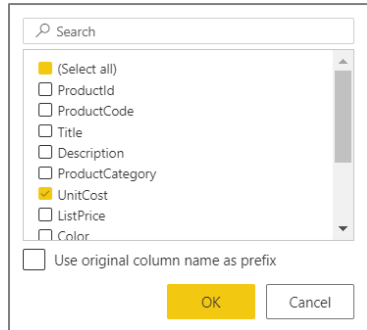 Search
(Select all)
ProductId
ProductCode
Title
Description
ProductCategory
UnitCost
ListPrice
Color
Use original column name as prefix
OK
Cancel